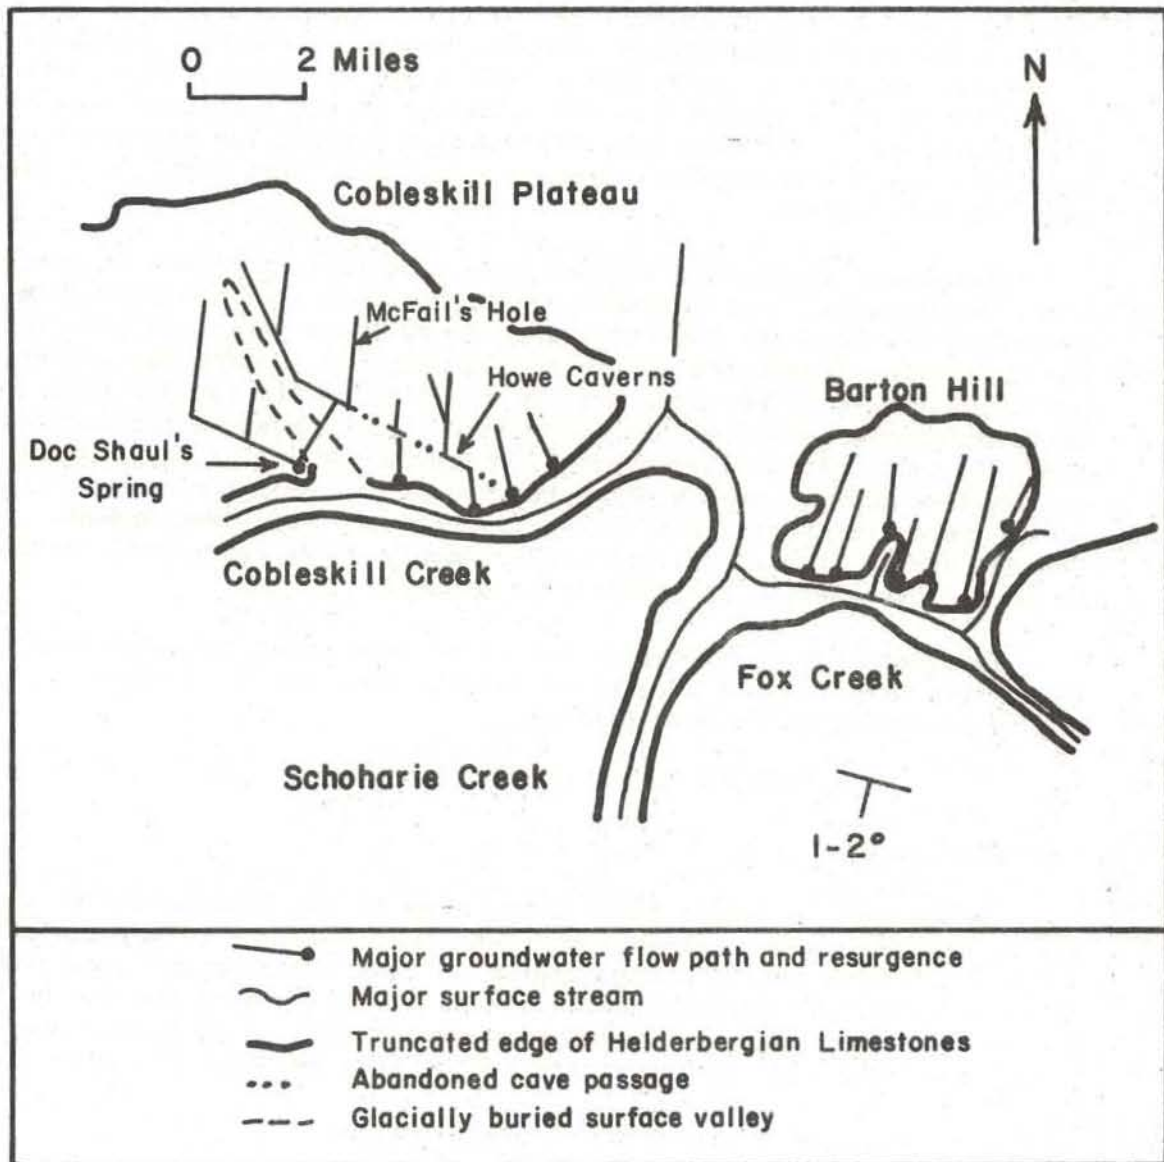 0 2 Miles
N
Cobleskill Plateau
McFail's Hole
Howe Caverns
Barton Hill
Doc Shaul's
Spring
Cobleskill Creek
Fox Creek
Schoharie Creek
1-2°
Major groundwater flow path and resurgence
Major surface stream
Truncated edge of Helderbergian Limestones
Abandoned cave passage
Glacially buried surface valley